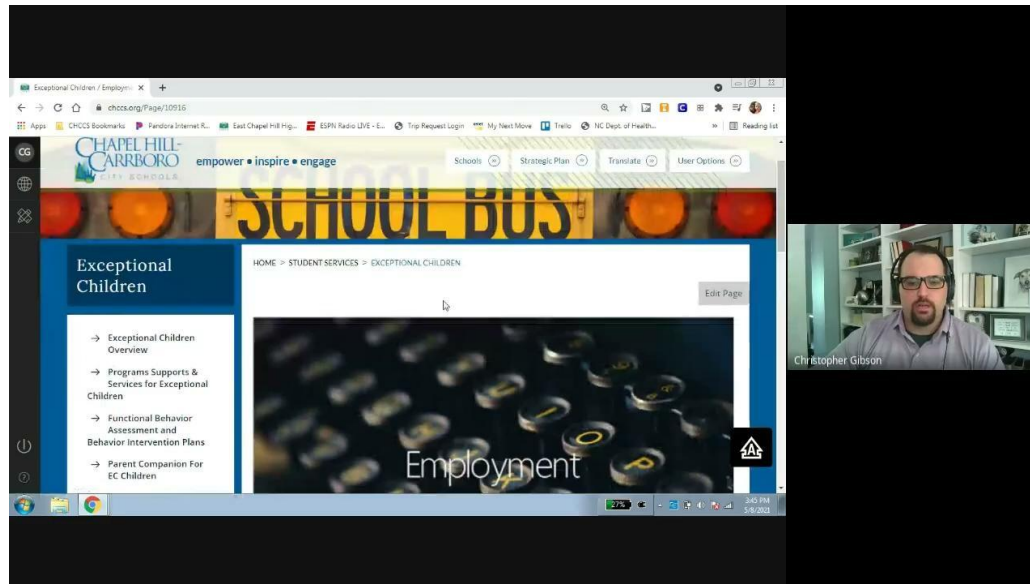 Exceptional Children / Employm
chccs.org/Page/10916
Apps CHCCS Bookmarks Pandora Internet R... East Chapel Hill Hig... ESPN Radio LIVE - E... Trip Request Login My Next Move Trello NC Dept. of Health... » Reading list
CG
CHAPEL HILL-
CARRBORO
CITY SCHOOLS
empower • inspire • engage
Schools
Strategic Plan
Translate
User Options
SCHOOL BUS
Exceptional
Children
HOME > STUDENT SERVICES > EXCEPTIONAL CHILDREN
Edit Page
→ Exceptional Children
Overview
→ Programs Supports &
Services for Exceptional
Children
→ Functional Behavior
Assessment and
Behavior Intervention Plans
→ Parent Companion For
EC Children
Employment
I
O
P
A
Christopher Gibson
27%
3:45 PM
5/6/2021